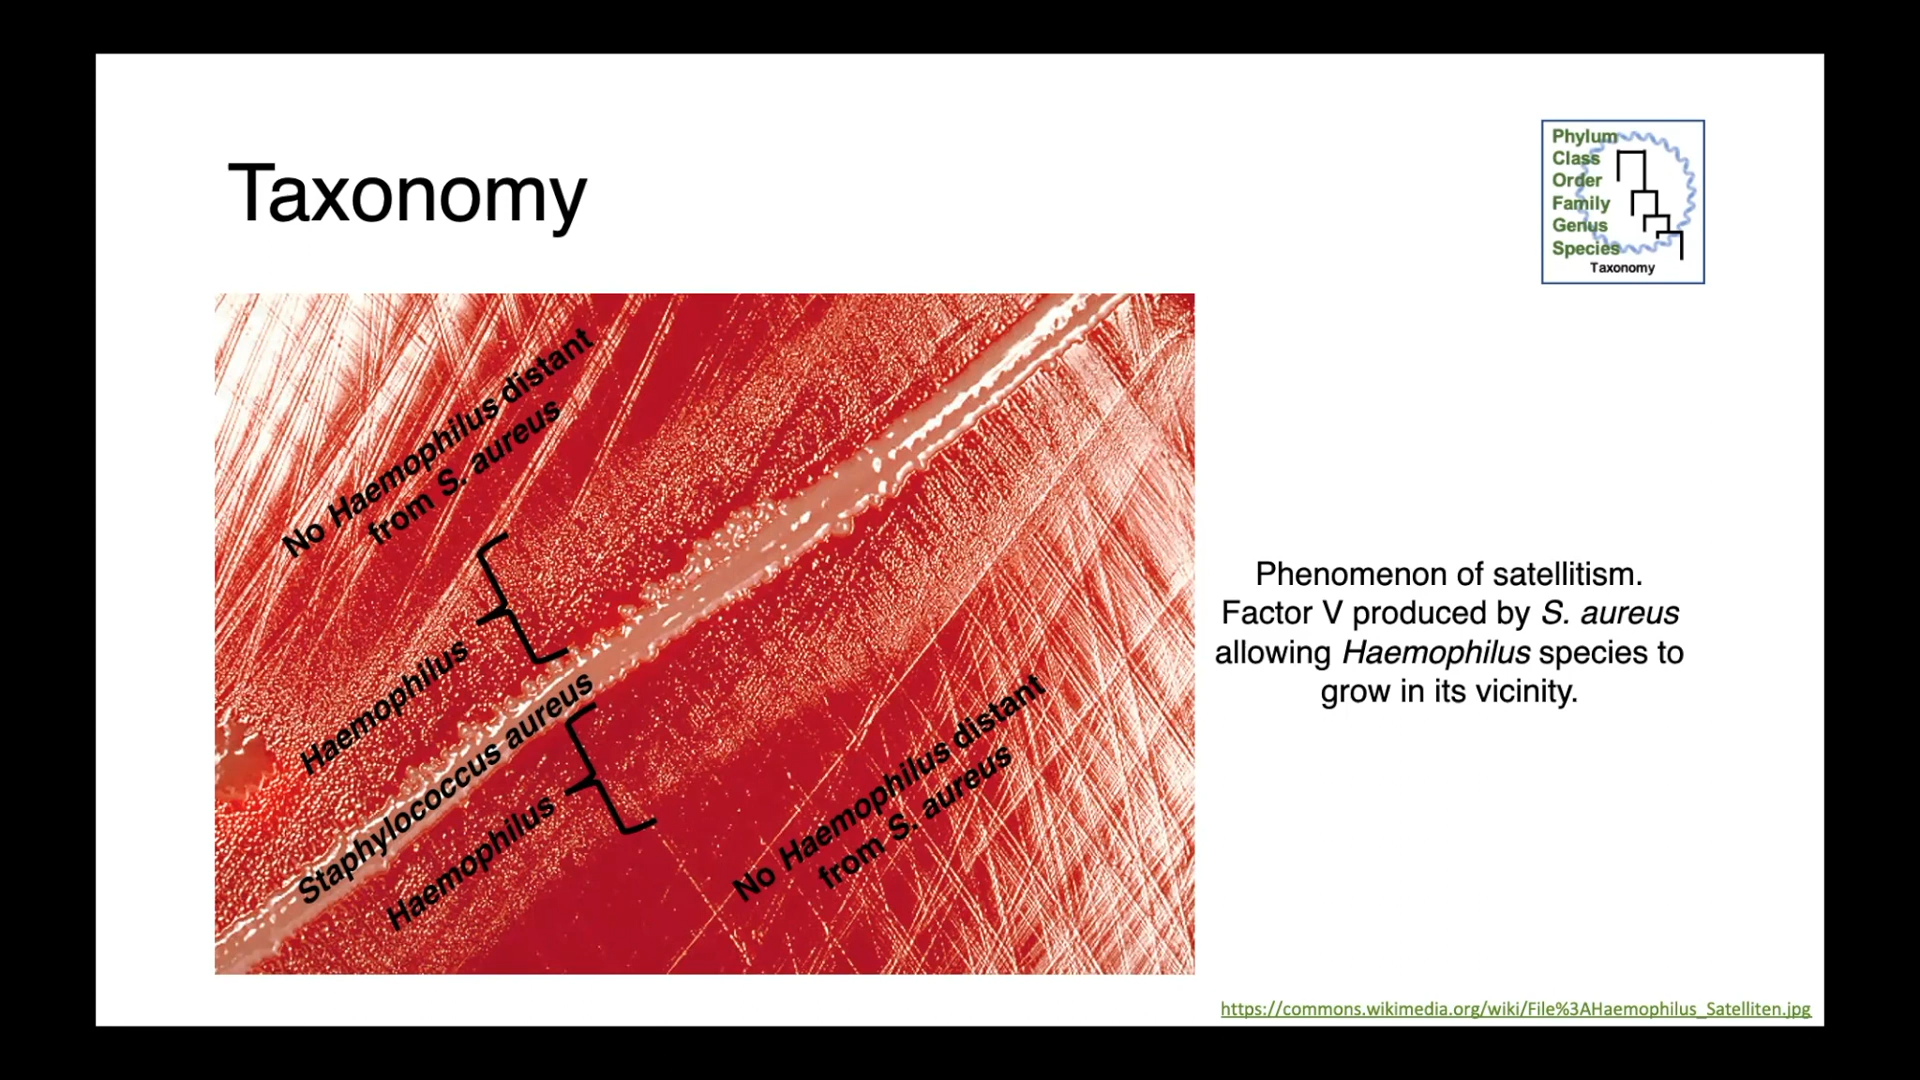 Taxonomy
Phylum
Class
Order
Family
Genus
Species
Taxonomy
No Haemophilus distant
from S. aureus
Haemophilus
Staphylococcus aureus
Haemophilus
No Haemophilus distant
from S. aureus
Phenomenon of satellitism.
Factor V produced by S. aureus
allowing Haemophilus species to
grow in its vicinity.
https://commons.wikimedia.org/wiki/File%3AHaemophilus_Satelliten.jpg